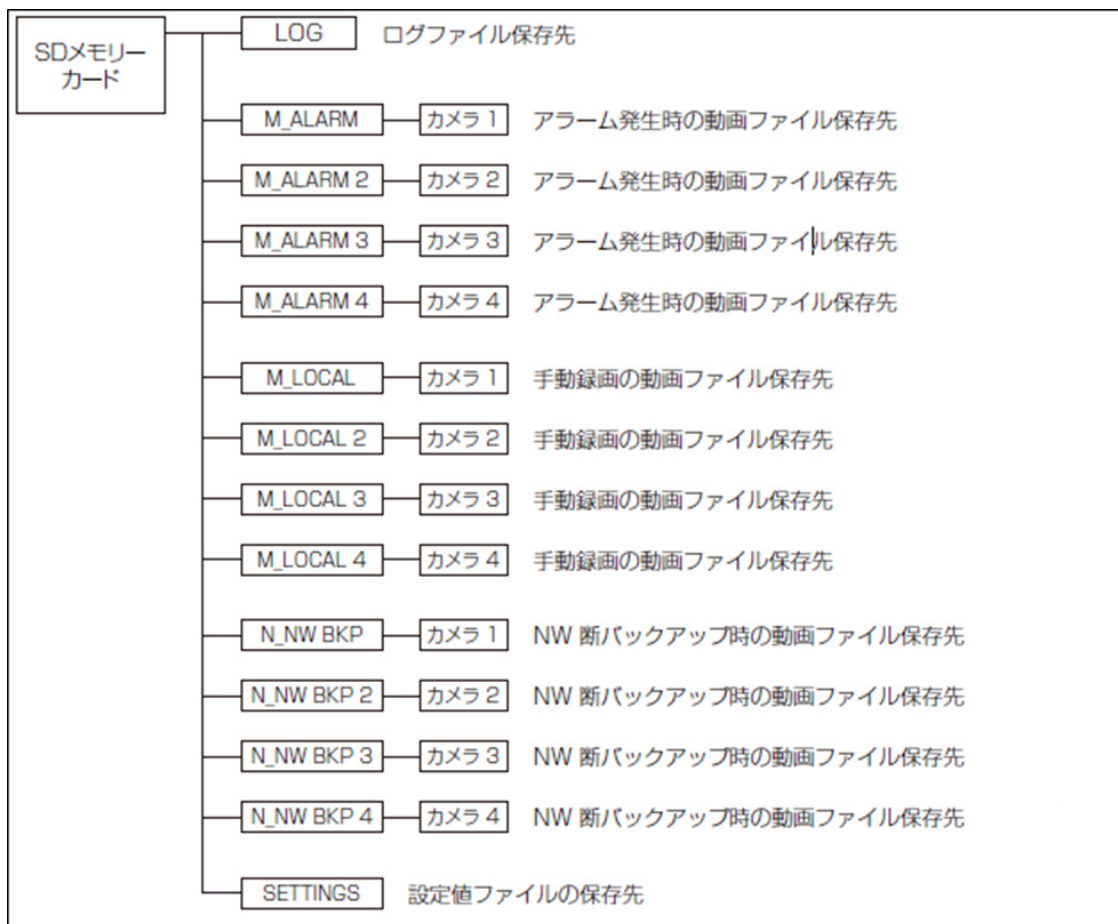 SDメモリー
カード
LOG ログファイル保存先
M_ALARM カメラ 1 アラーム発生時の動画ファイル保存先
M_ALARM 2 カメラ 2 アラーム発生時の動画ファイル保存先
M_ALARM 3 カメラ 3 アラーム発生時の動画ファイル保存先
M_ALARM 4 カメラ 4 アラーム発生時の動画ファイル保存先
M_LOCAL カメラ 1 手動録画の動画ファイル保存先
M_LOCAL 2 カメラ 2 手動録画の動画ファイル保存先
M_LOCAL 3 カメラ 3 手動録画の動画ファイル保存先
M_LOCAL 4 カメラ 4 手動録画の動画ファイル保存先
N_NW BKP カメラ 1 NW 断バックアップ時の動画ファイル保存先
N_NW BKP 2 カメラ 2 NW 断バックアップ時の動画ファイル保存先
N_NW BKP 3 カメラ 3 NW 断バックアップ時の動画ファイル保存先
N_NW BKP 4 カメラ 4 NW 断バックアップ時の動画ファイル保存先
SETTINGS 設定値ファイルの保存先